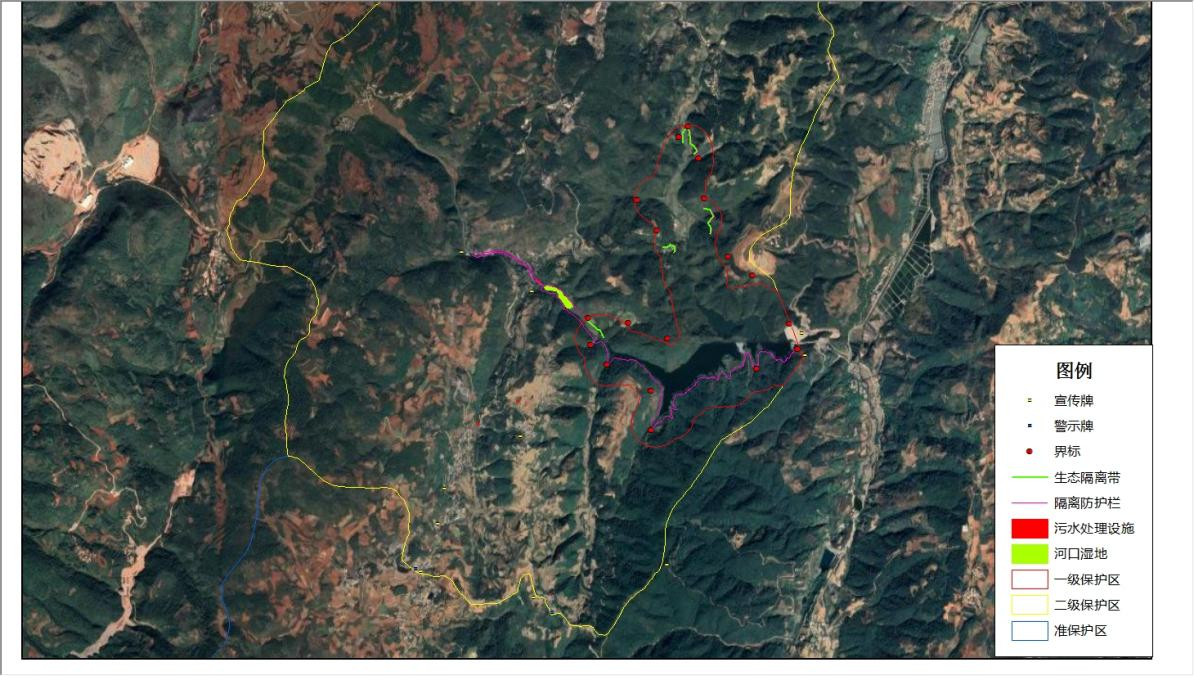 图例
宣传牌
警示牌
界标
生态隔离带
隔离防护栏
污水处理设施
河口湿地
一级保护区
二级保护区
准保护区